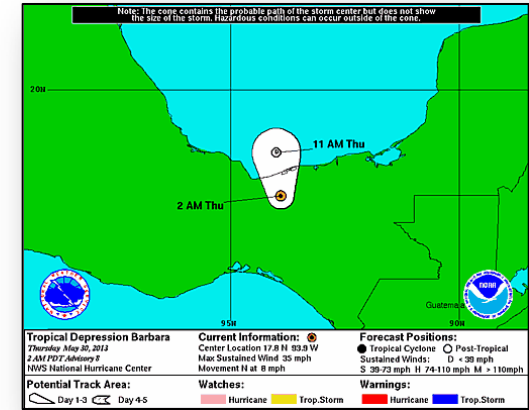 Note: The cone contains the probable path of the storm center but does not show
the size of the storm. Hazardous conditions can occur outside of the cone.
20N
11 AM Thu
2 AM Thu
NOAA
Guatema
95W
90W
Tropical Depression Barbara
Thursday May 30, 2013
2 AM PDT Advisory 8
NWS National Hurricane Center
Current Information:
Center Location 17.8 N 93.9 W
Max Sustained Wind 35 mph
Movement N at 8 mph
Forecast Positions:
Tropical Cyclone Post-Tropical
Sustained Winds: D < 39 mph
S 39-73 mph H 74-110 mph M > 110mph
Potential Track Area:
Day 1-3 Day 4-5
Watches:
Hurricane Trop.Storm
Warnings:
Hurricane Trop.Storm